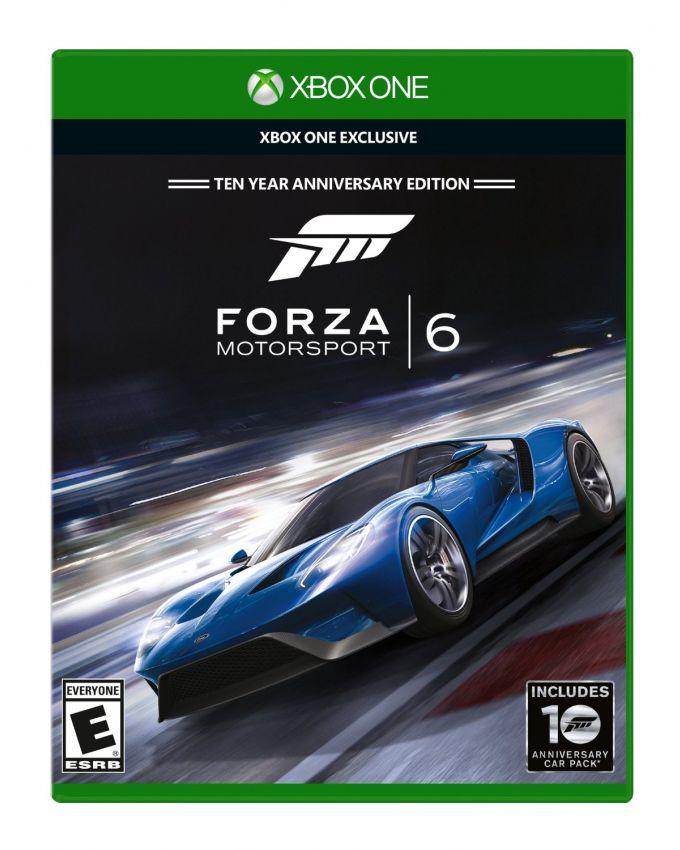 XBOX ONE
XBOX ONE EXCLUSIVE
TEN YEAR ANNIVERSARY EDITION
FORZA
MOTORSPORT
6
EVERYONE
E
®
ESRB
INCLUDES
10
ANNIVERSARY
CAR PACK*